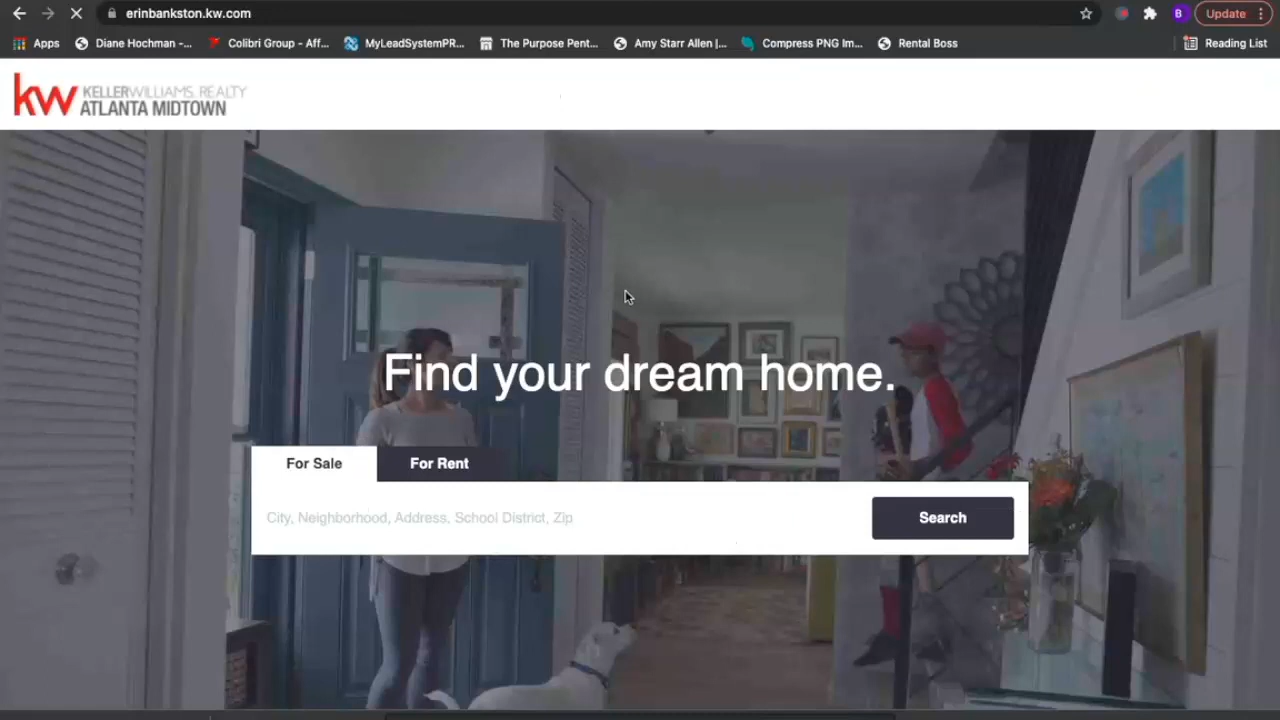 erinbankston.kw.com
B
Update
Apps
Diane Hochman -...
Colibri Group - Aff...
MyLeadSystemPR...
The Purpose Pent...
Amy Starr Allen |...
Compress PNG Im...
Rental Boss
Reading List
kw KELLERWILLIAMS. REALTY
ATLANTA MIDTOWN
Find your dream home.
For Sale
For Rent
City, Neighborhood, Address, School District, Zip
Search